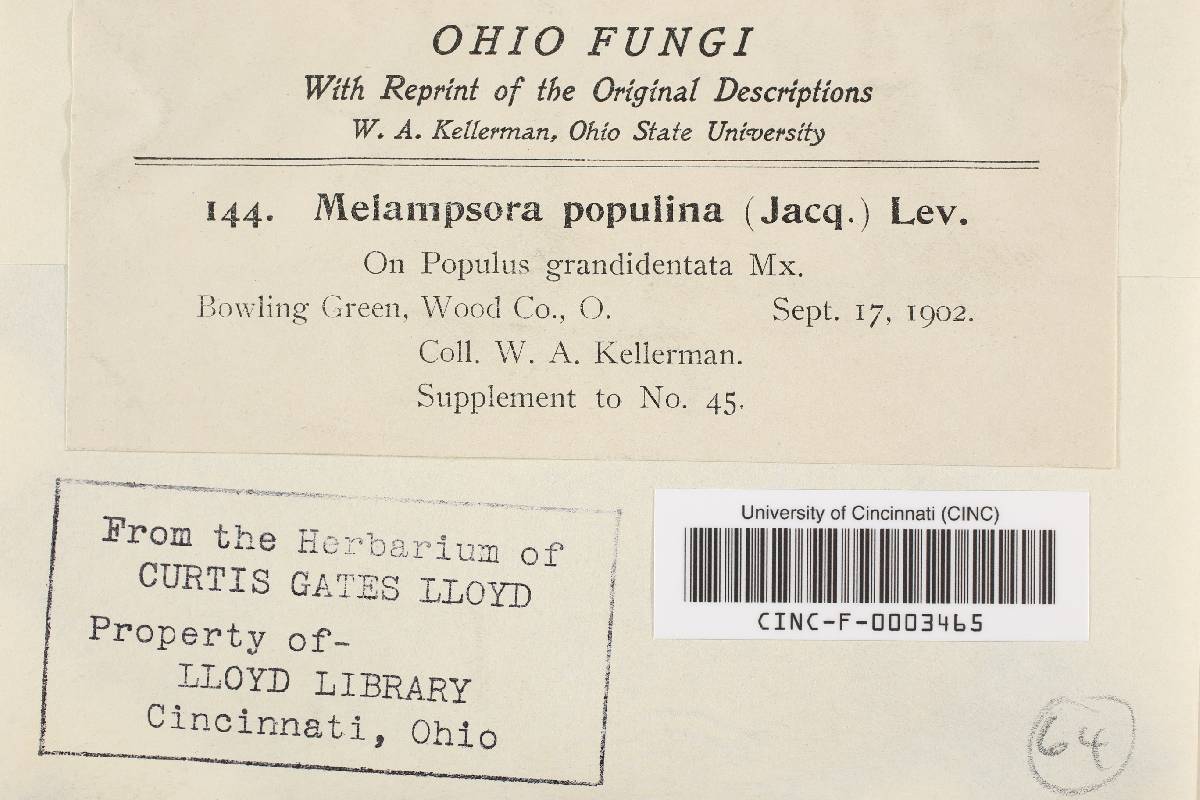 OHIO FUNGI
With Reprint of the Original Descriptions
W. A. Kellerman, Ohio State University
144. Melampsora populina (Jacq.) Lev.
On Populus grandidentata Mx.
Bowling Green, Wood Co., O. Sept. 17, 1902.
Coll. W. A. Kellerman.
Supplement to No. 45.
From the Herbarium of
CURTIS GATES LLOYD
Property of-
LLOYD LIBRARY
Cincinnati, Ohio
University of Cincinnati (CINC)
CINC-F-0003465
64